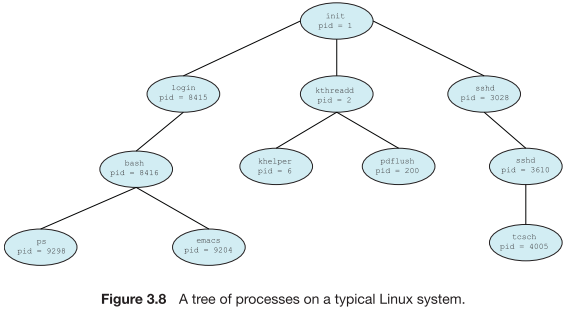 init
pid = 1
login
pid = 8415
kthreadd
pid = 2
sshd
pid = 3028
bash
pid = 8416
khelper
pid = 6
pdflush
pid = 200
sshd
pid = 3610
ps
pid = 9298
emacs
pid = 9204
tcsch
pid = 4005
Figure 3.8 A tree of processes on a typical Linux system.